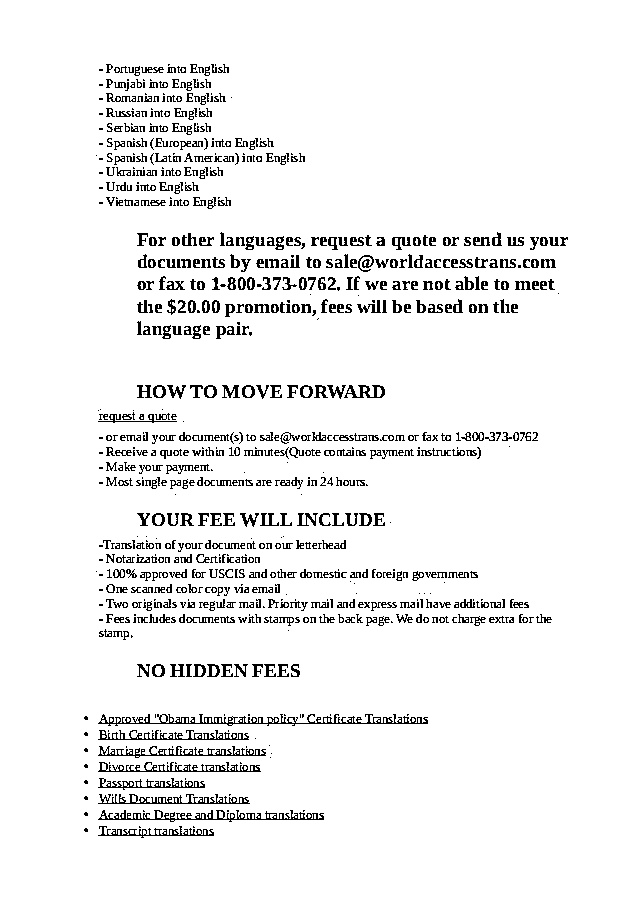 - Portuguese into English
- Punjabi into English
- Romanian into English
- Russian into English
- Serbian into English
- Spanish (European) into English
- Spanish (Latin American) into English
- Ukrainian into English
- Urdu into English
- Vietnamese into English
For other languages, request a quote or send us your
documents by email to sale@worldaccesstrans.com
or fax to 1-800-373-0762. If we are not able to meet
the $20.00 promotion, fees will be based on the
language pair.
HOW TO MOVE FORWARD
request a quote
- or email your document(s) to sale@worldaccesstrans.com or fax to 1-800-373-0762
- Receive a quote within 10 minutes(Quote contains payment instructions)
- Make your payment.
- Most single page documents are ready in 24 hours.
YOUR FEE WILL INCLUDE
-Translation of your document on our letterhead
- Notarization and Certification
- 100% approved for USCIS and other domestic and foreign governments
- One scanned color copy via email
- Two originals via regular mail. Priority mail and express mail have additional fees
- Fees includes documents with stamps on the back page. We do not charge extra for the
stamp.
NO HIDDEN FEES
• Approved "Obama Immigration policy" Certificate Translations
• Birth Certificate Translations
• Marriage Certificate translations
• Divorce Certificate translations
• Passport translations
• Wills Document Translations
• Academic Degree and Diploma translations
• Transcript translations